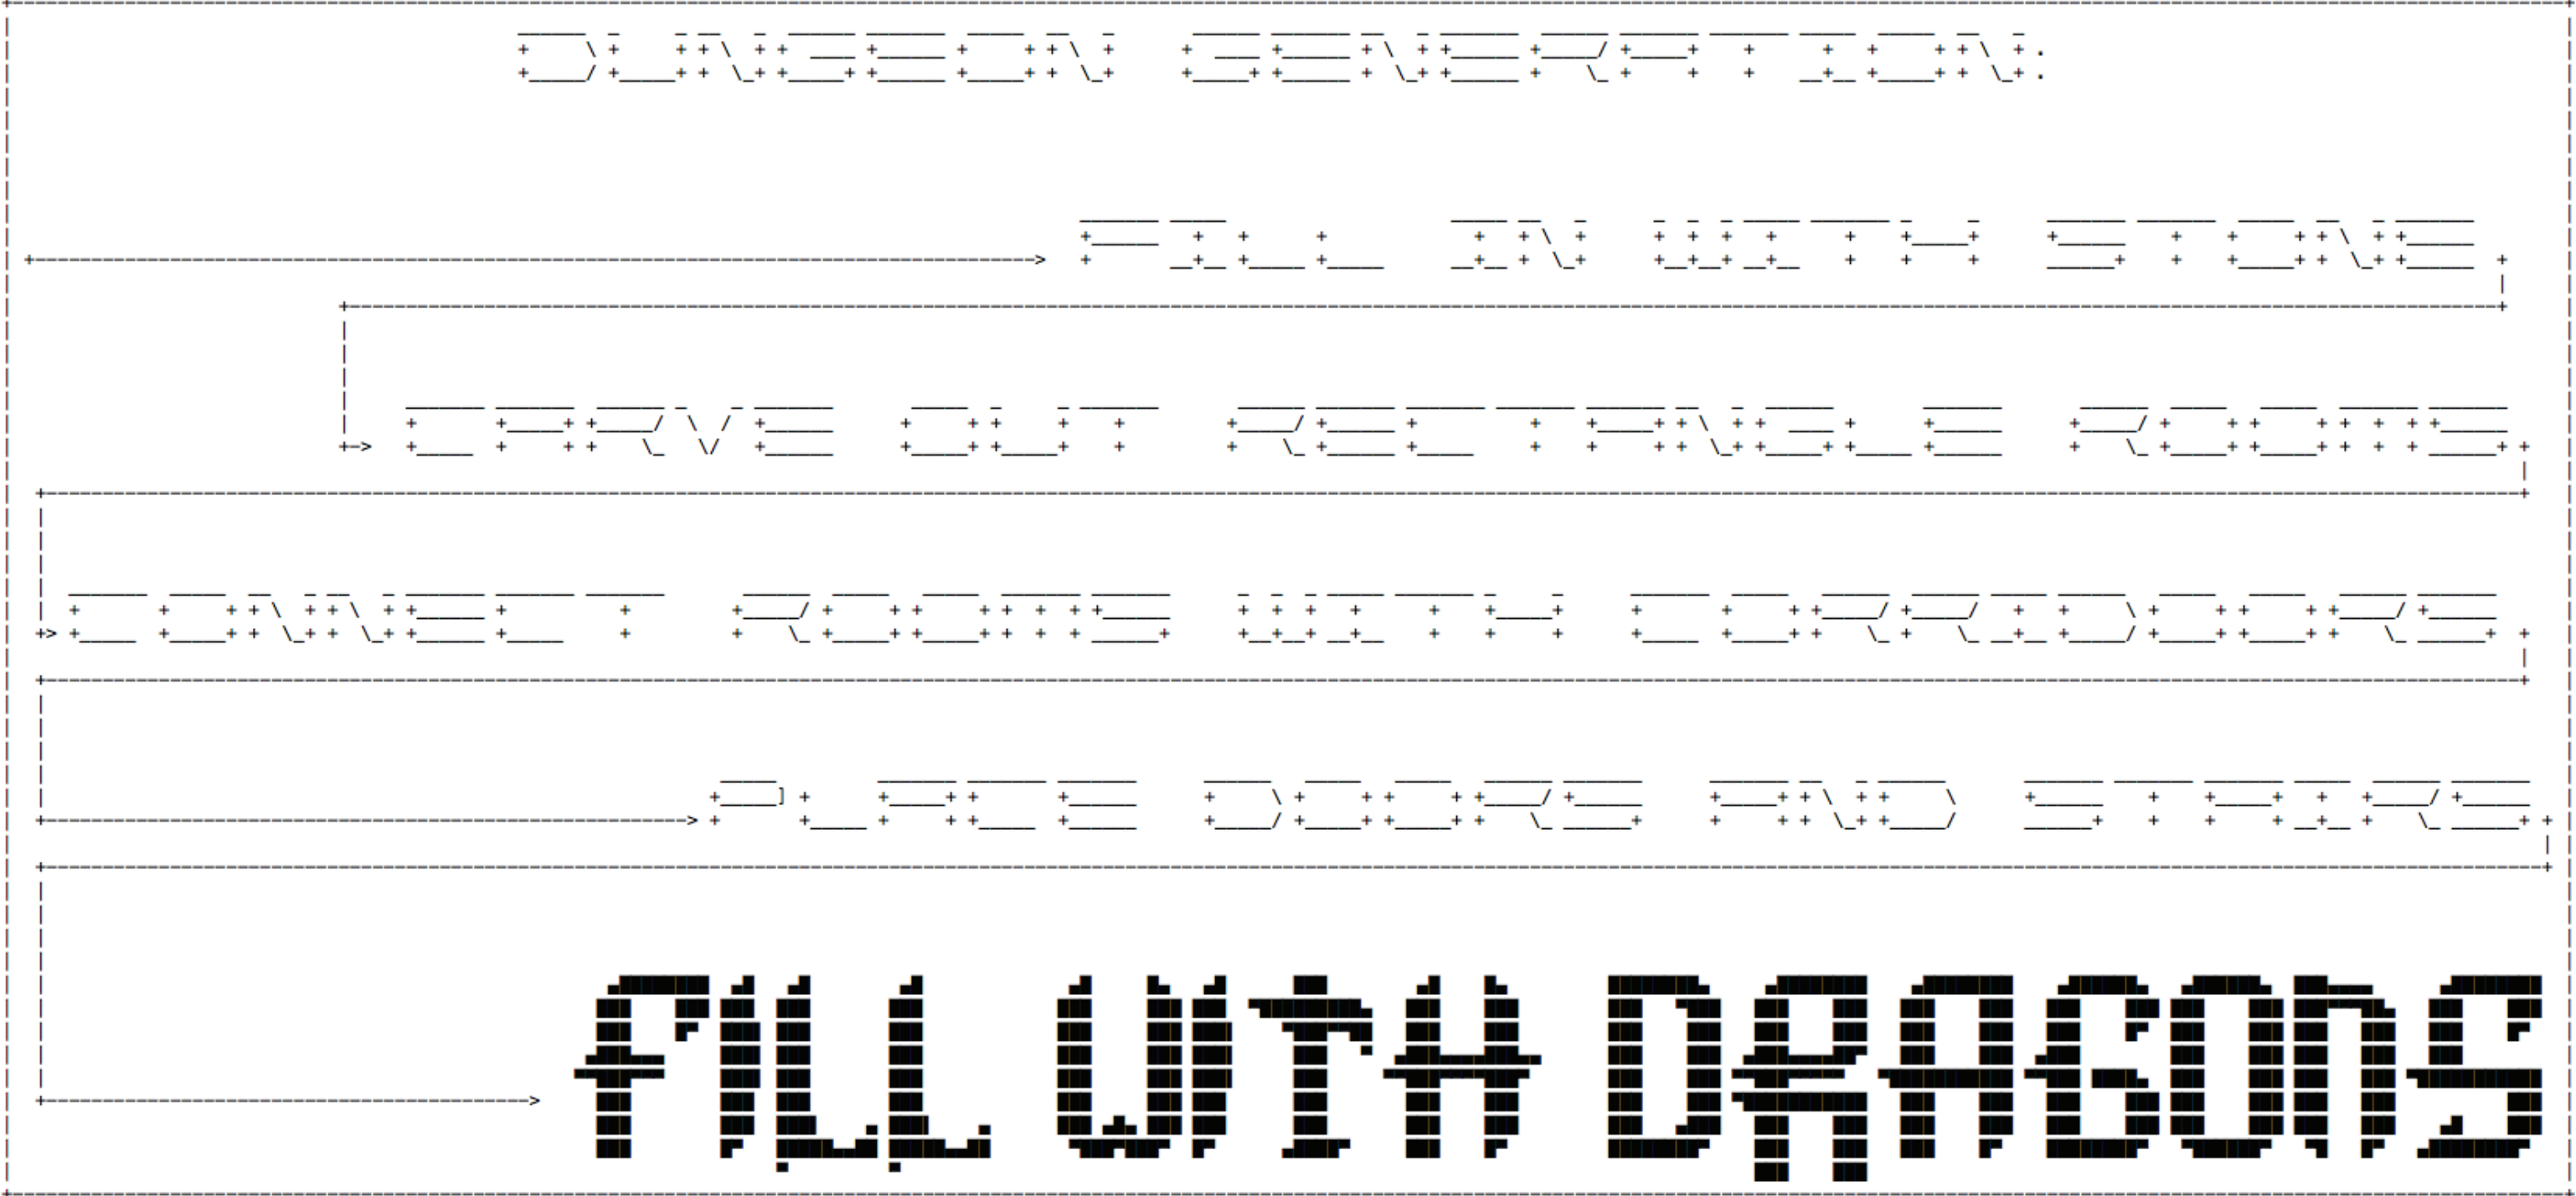 DUNGEON GENERATION:
FILL IN WITH STONE
CARVE OUT RECTANGLE ROOMS
CONNECT ROOMS WITH CORRIDOORS
PLACE DOORS AND STAIRS
FILL WITH DRAGONS